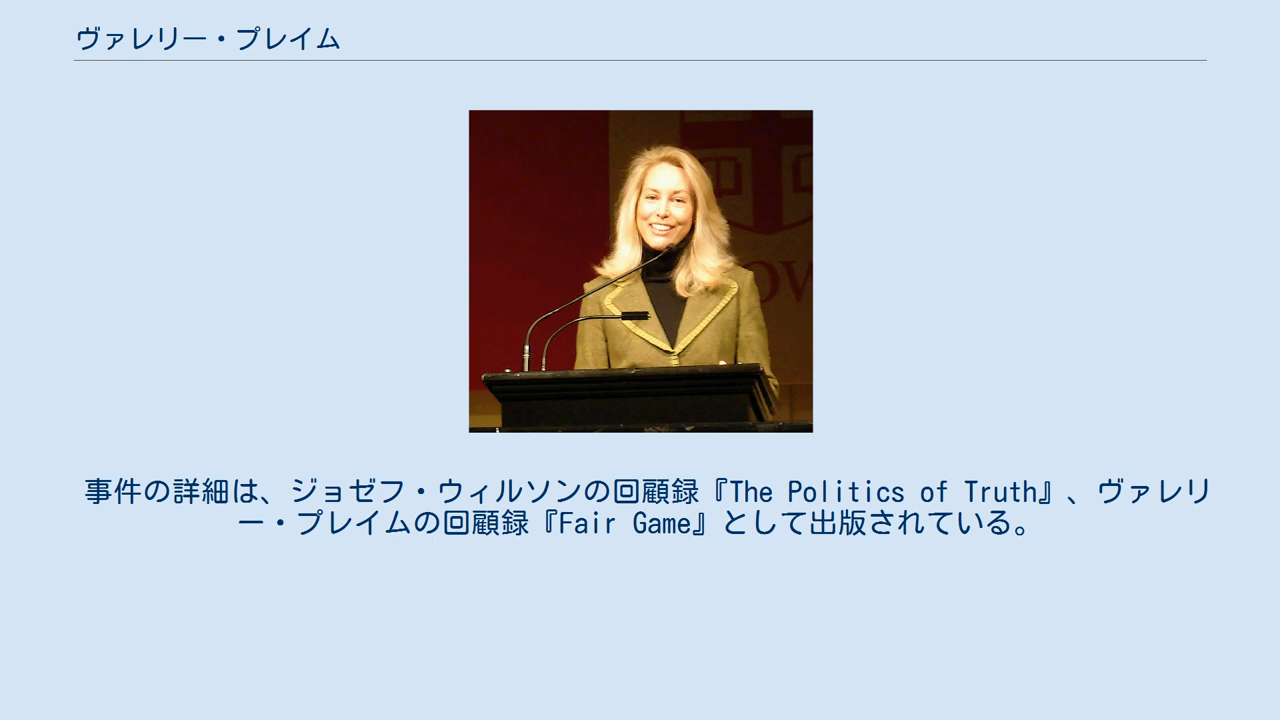 ヴァレリー・プレイム
OW
事件の詳細は、ジョゼフ・ウィルソンの回顧録『The Politics of Truth』、ヴァレリ
ー・プレイムの回顧録『Fair Game』として出版されている。